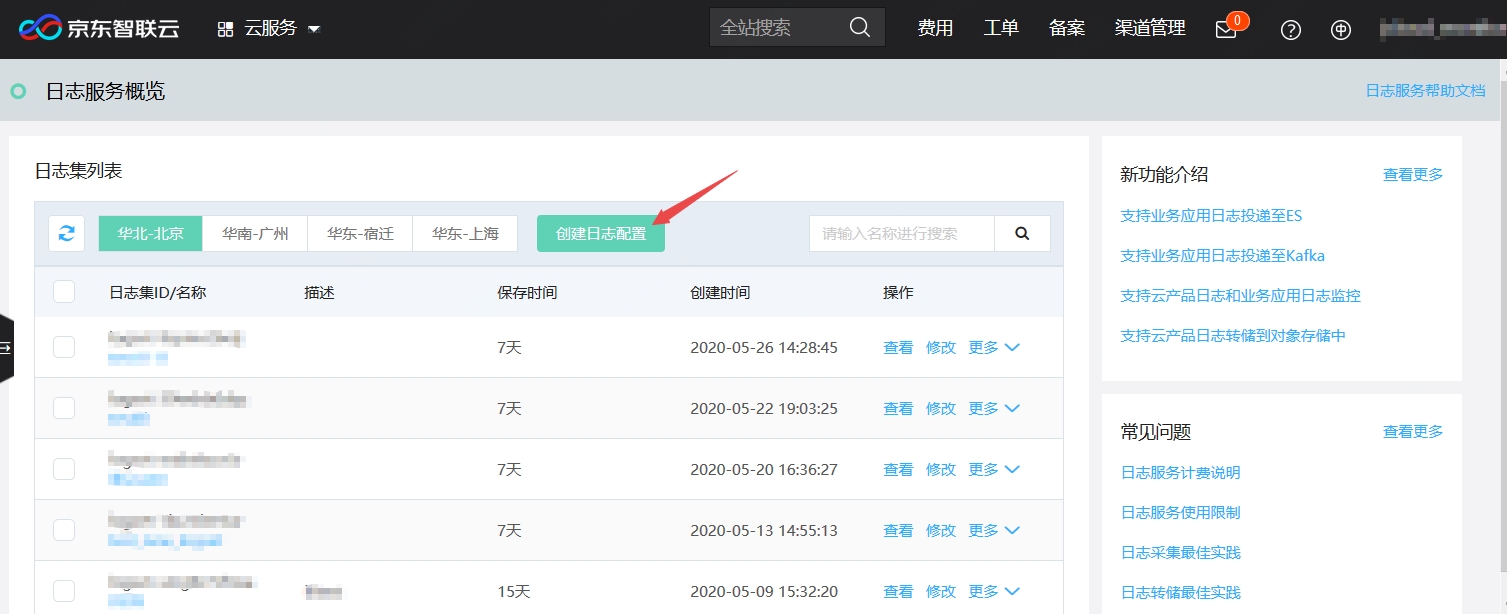 京东智联云 云服务 全站搜索 费用 工单 备案 渠道管理 0
日志服务概览 日志服务帮助文档
日志集列表
华北-北京 华南-广州 华东-宿迁 华东-上海 创建日志配置 请输入名称进行搜索
日志集ID/名称 描述 保存时间 创建时间 操作
7天 2020-05-26 14:28:45 查看 修改 更多
7天 2020-05-22 19:03:25 查看 修改 更多
7天 2020-05-20 16:36:27 查看 修改 更多
7天 2020-05-13 14:55:13 查看 修改 更多
15天 2020-05-09 15:32:20 查看 修改 更多
新功能介绍 查看更多
支持业务应用日志投递至ES
支持业务应用日志投递至Kafka
支持云产品日志和业务应用日志监控
支持云产品日志转储到对象存储中
常见问题 查看更多
日志服务计费说明
日志服务使用限制
日志采集最佳实践
日志转储最佳实践